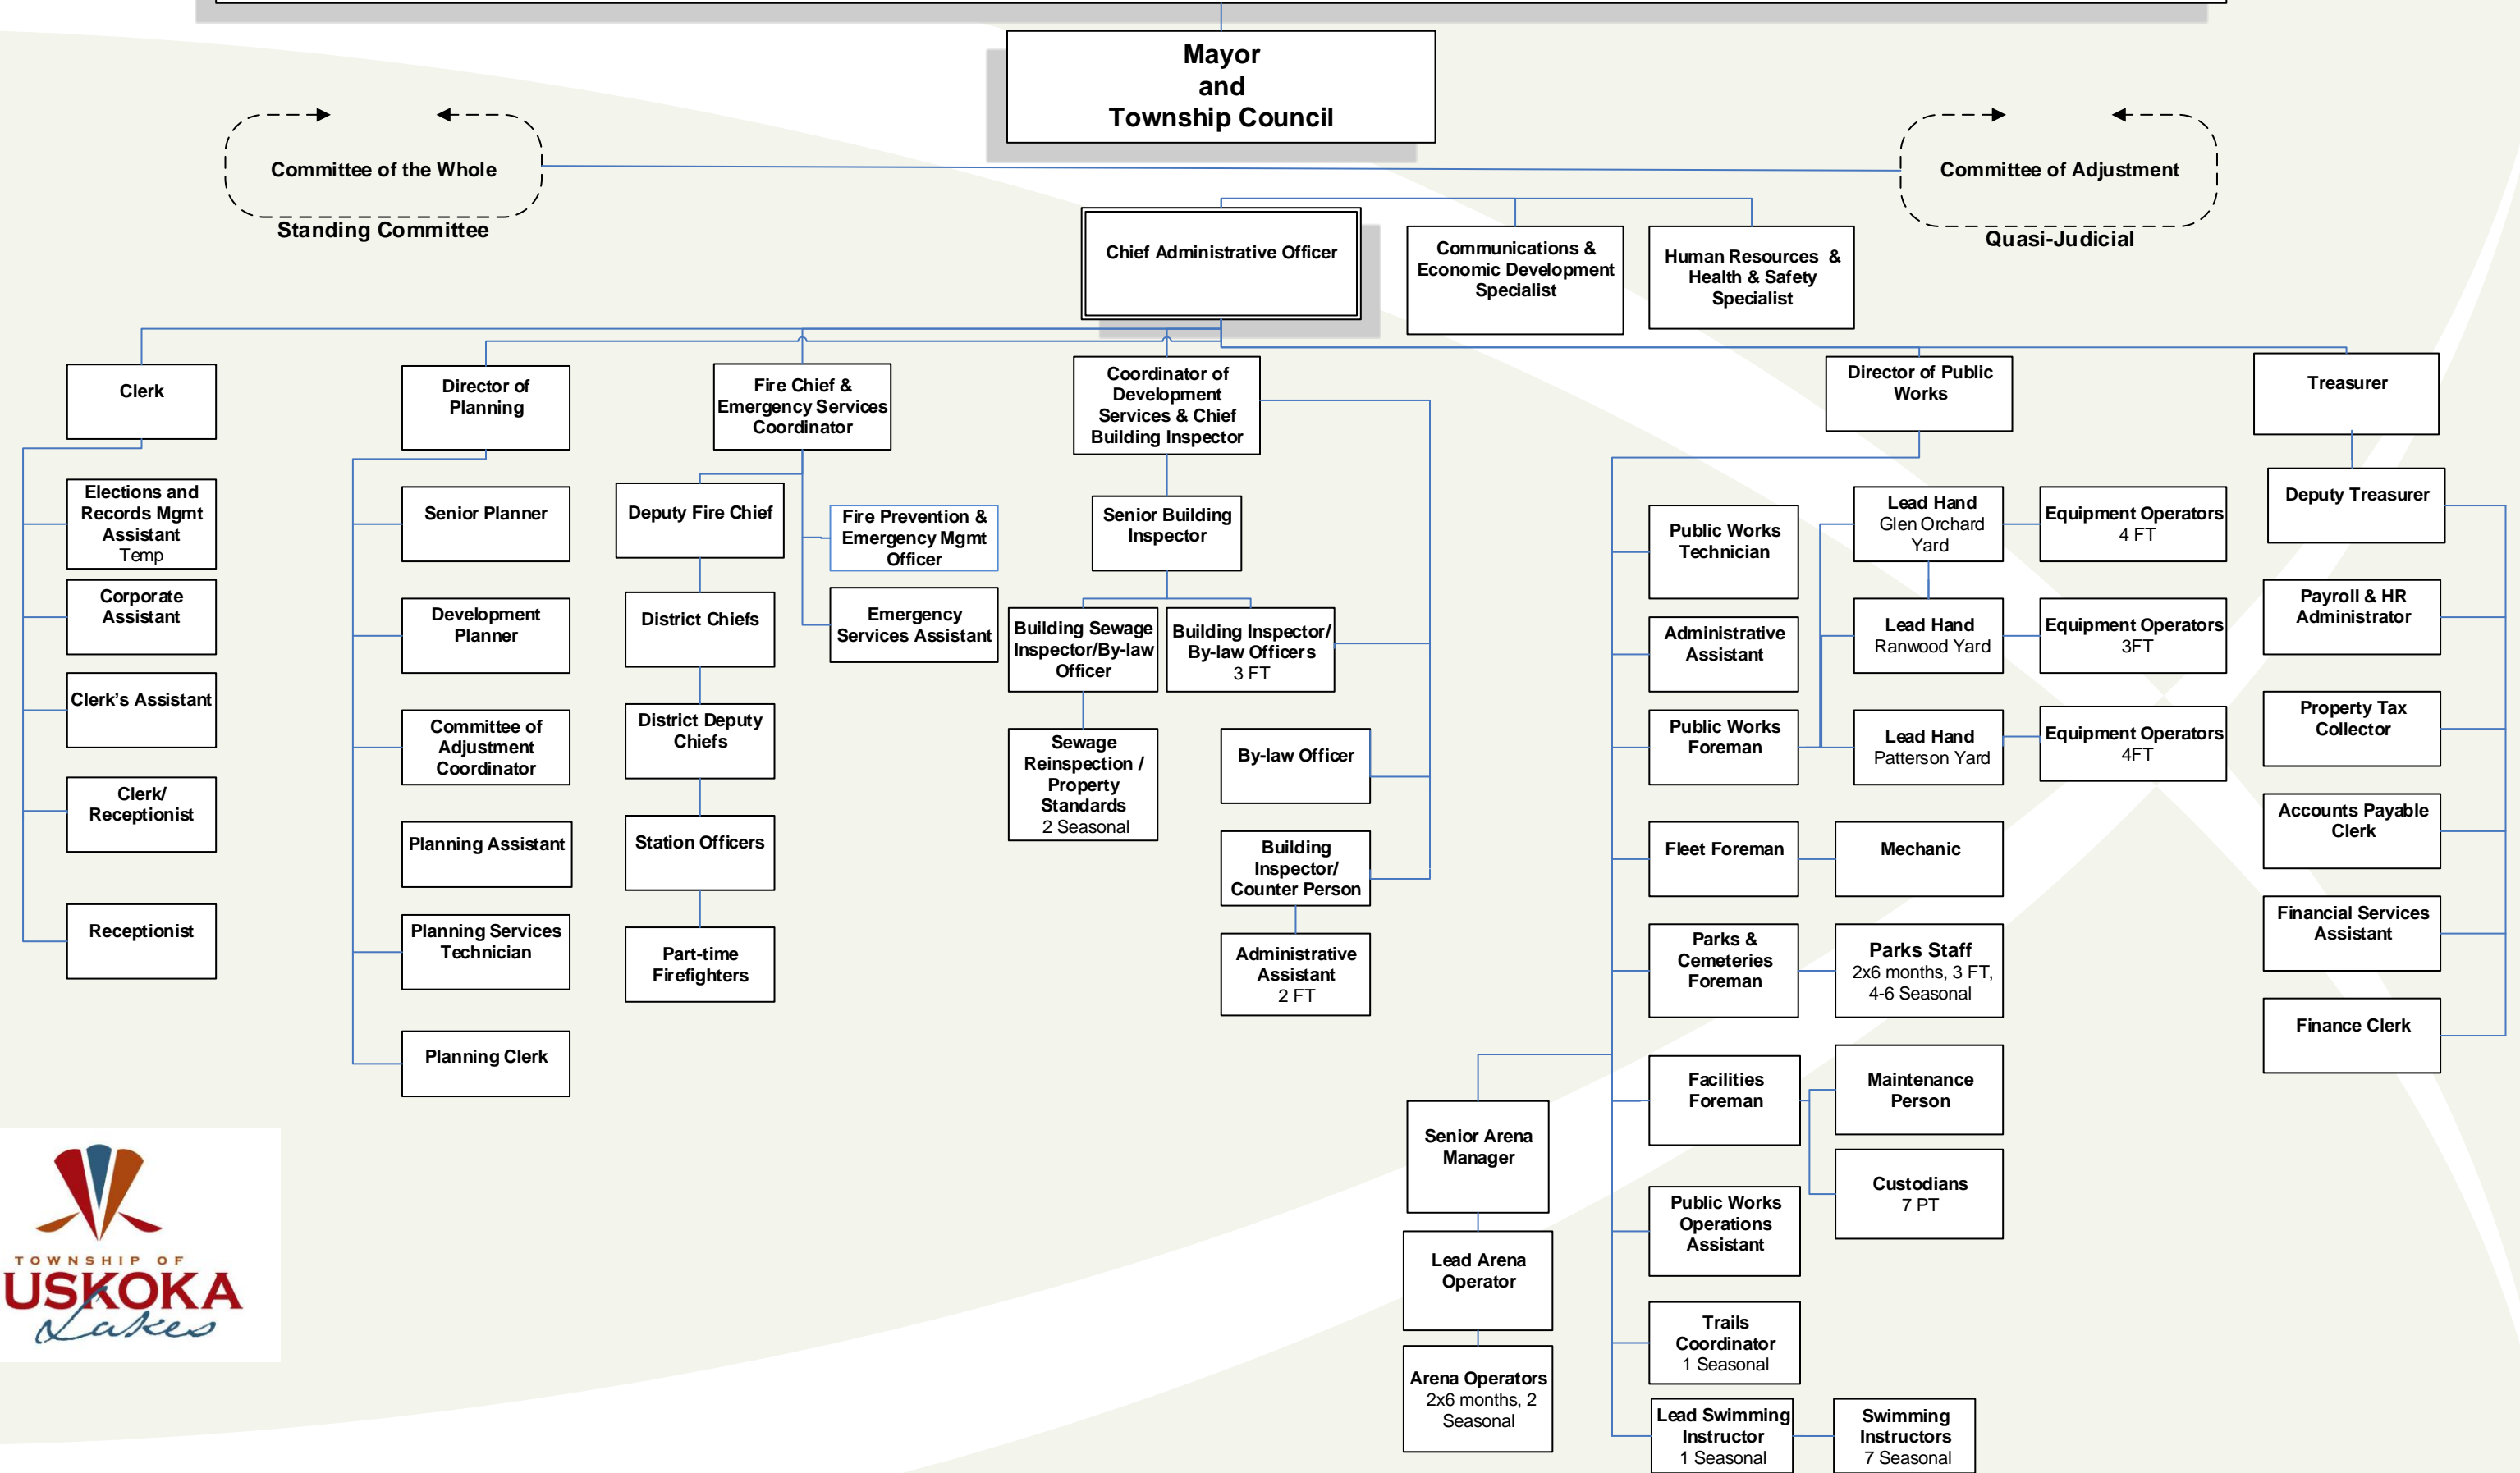 Mayor
and
Township Council
Committee of the Whole
Standing Committee
Committee of Adjustment
Quasi-Judicial
Chief Administrative Officer
Communications &
Economic Development
Specialist
Human Resources &
Health & Safety
Specialist
Clerk
Elections and
Records Mgmt
Assistant
Temp
Corporate
Assistant
Clerk’s Assistant
Clerk/
Receptionist
Receptionist
Director of
Planning
Senior Planner
Development
Planner
Committee of
Adjustment
Coordinator
Planning Assistant
Planning Services
Technician
Planning Clerk
Fire Chief &
Emergency Services
Coordinator
Deputy Fire Chief
District Chiefs
District Deputy
Chiefs
Station Officers
Part-time
Firefighters
Fire Prevention &
Emergency Mgmt
Officer
Emergency
Services Assistant
Coordinator of
Development
Services & Chief
Building Inspector
Senior Building
Inspector
Building Sewage
Inspector/By-law
Officer
Building Inspector/
By-law Officers
3 FT
Sewage
Reinspection /
Property
Standards
2 Seasonal
By-law Officer
Building
Inspector/
Counter Person
Administrative
Assistant
2 FT
Director of Public
Works
Public Works
Technician
Administrative
Assistant
Public Works
Foreman
Lead Hand
Glen Orchard
Yard
Equipment Operators
4 FT
Lead Hand
Ranwood Yard
Equipment Operators
3FT
Lead Hand
Patterson Yard
Equipment Operators
4FT
Fleet Foreman
Mechanic
Parks &
Cemeteries
Foreman
Parks Staff
2x6 months, 3 FT,
4-6 Seasonal
Facilities
Foreman
Maintenance
Person
Custodians
7 PT
Public Works
Operations
Assistant
Trails
Coordinator
1 Seasonal
Lead Swimming
Instructor
1 Seasonal
Swimming
Instructors
7 Seasonal
Senior Arena
Manager
Lead Arena
Operator
Arena Operators
2x6 months, 2
Seasonal
Treasurer
Deputy Treasurer
Payroll & HR
Administrator
Property Tax
Collector
Accounts Payable
Clerk
Financial Services
Assistant
Finance Clerk
TOWNSHIP OF
USKOKA
Lakes